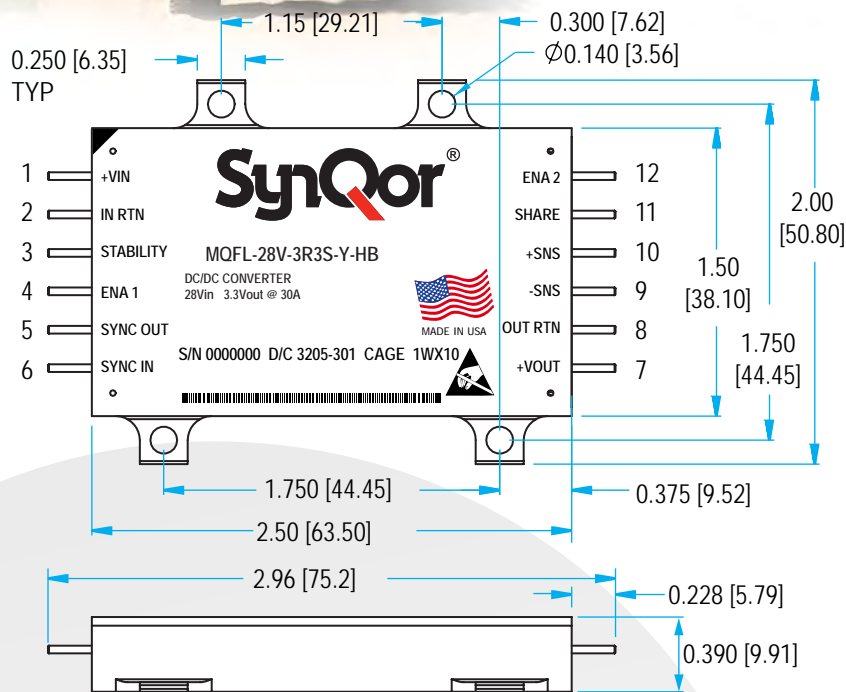 1.15 [29.21]
0.300 [7.62]
0.250 [6.35]
TYP
Ø0.140 [3.56]
SynQor®
1 +VIN
2 IN RTN
3 STABILITY
4 ENA 1
5 SYNC OUT
6 SYNC IN
MQFL-28V-3R3S-Y-HB
DC/DC CONVERTER
28Vin 3.3Vout @ 30A
MADE IN USA
S/N 0000000 D/C 3205-301 CAGE 1WX10
ENA 2 12
SHARE 11
+SNS 10
-SNS 9
OUT RTN 8
+VOUT 7
2.00
[50.80]
1.50
[38.10]
1.750
[44.45]
1.750 [44.45]
0.375 [9.52]
2.50 [63.50]
2.96 [75.2]
0.228 [5.79]
0.390 [9.91]